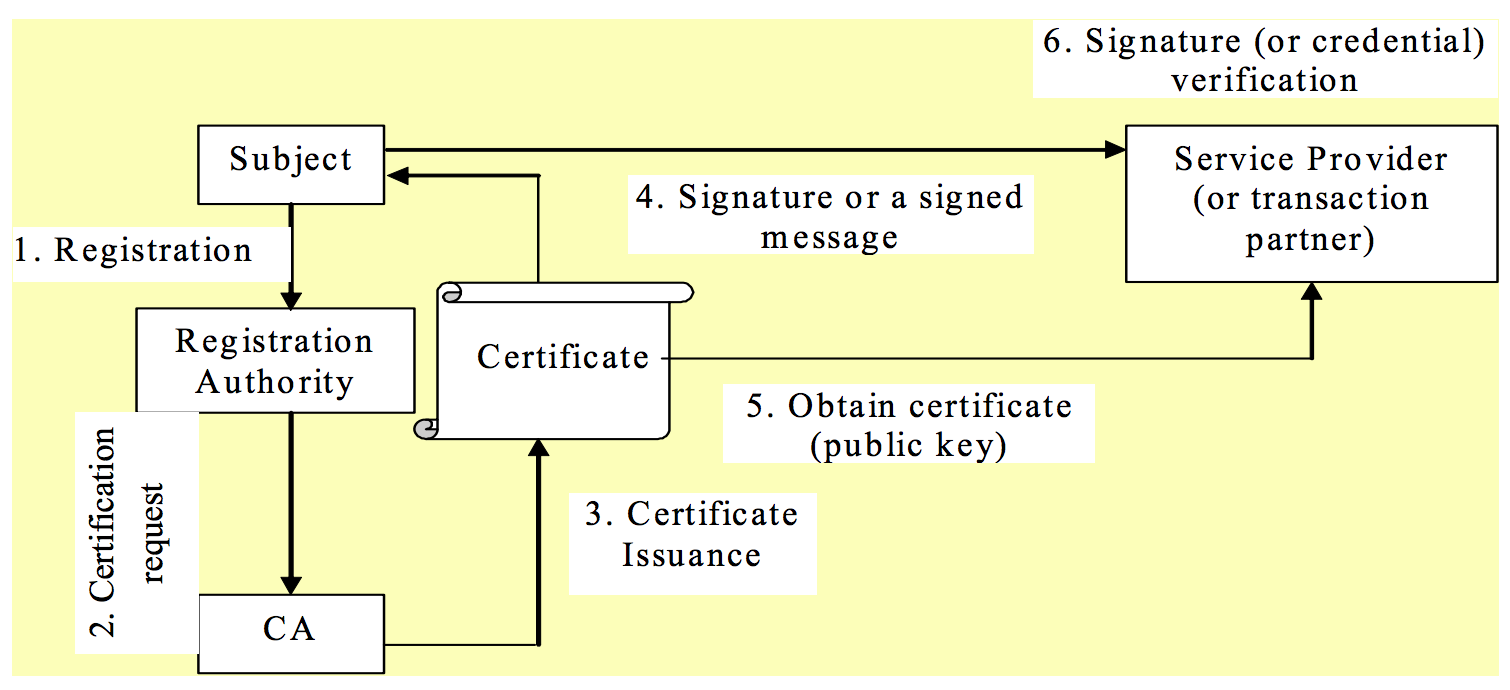 6. Signature (or credential)
verification
Subject
Service Provider
(or transaction
partner)
4. Signature or a signed
message
1. Registration
Registration
Authority
Certificate
5. Obtain certificate
(public key)
2. Certification
request
3. Certificate
Issuance
CA